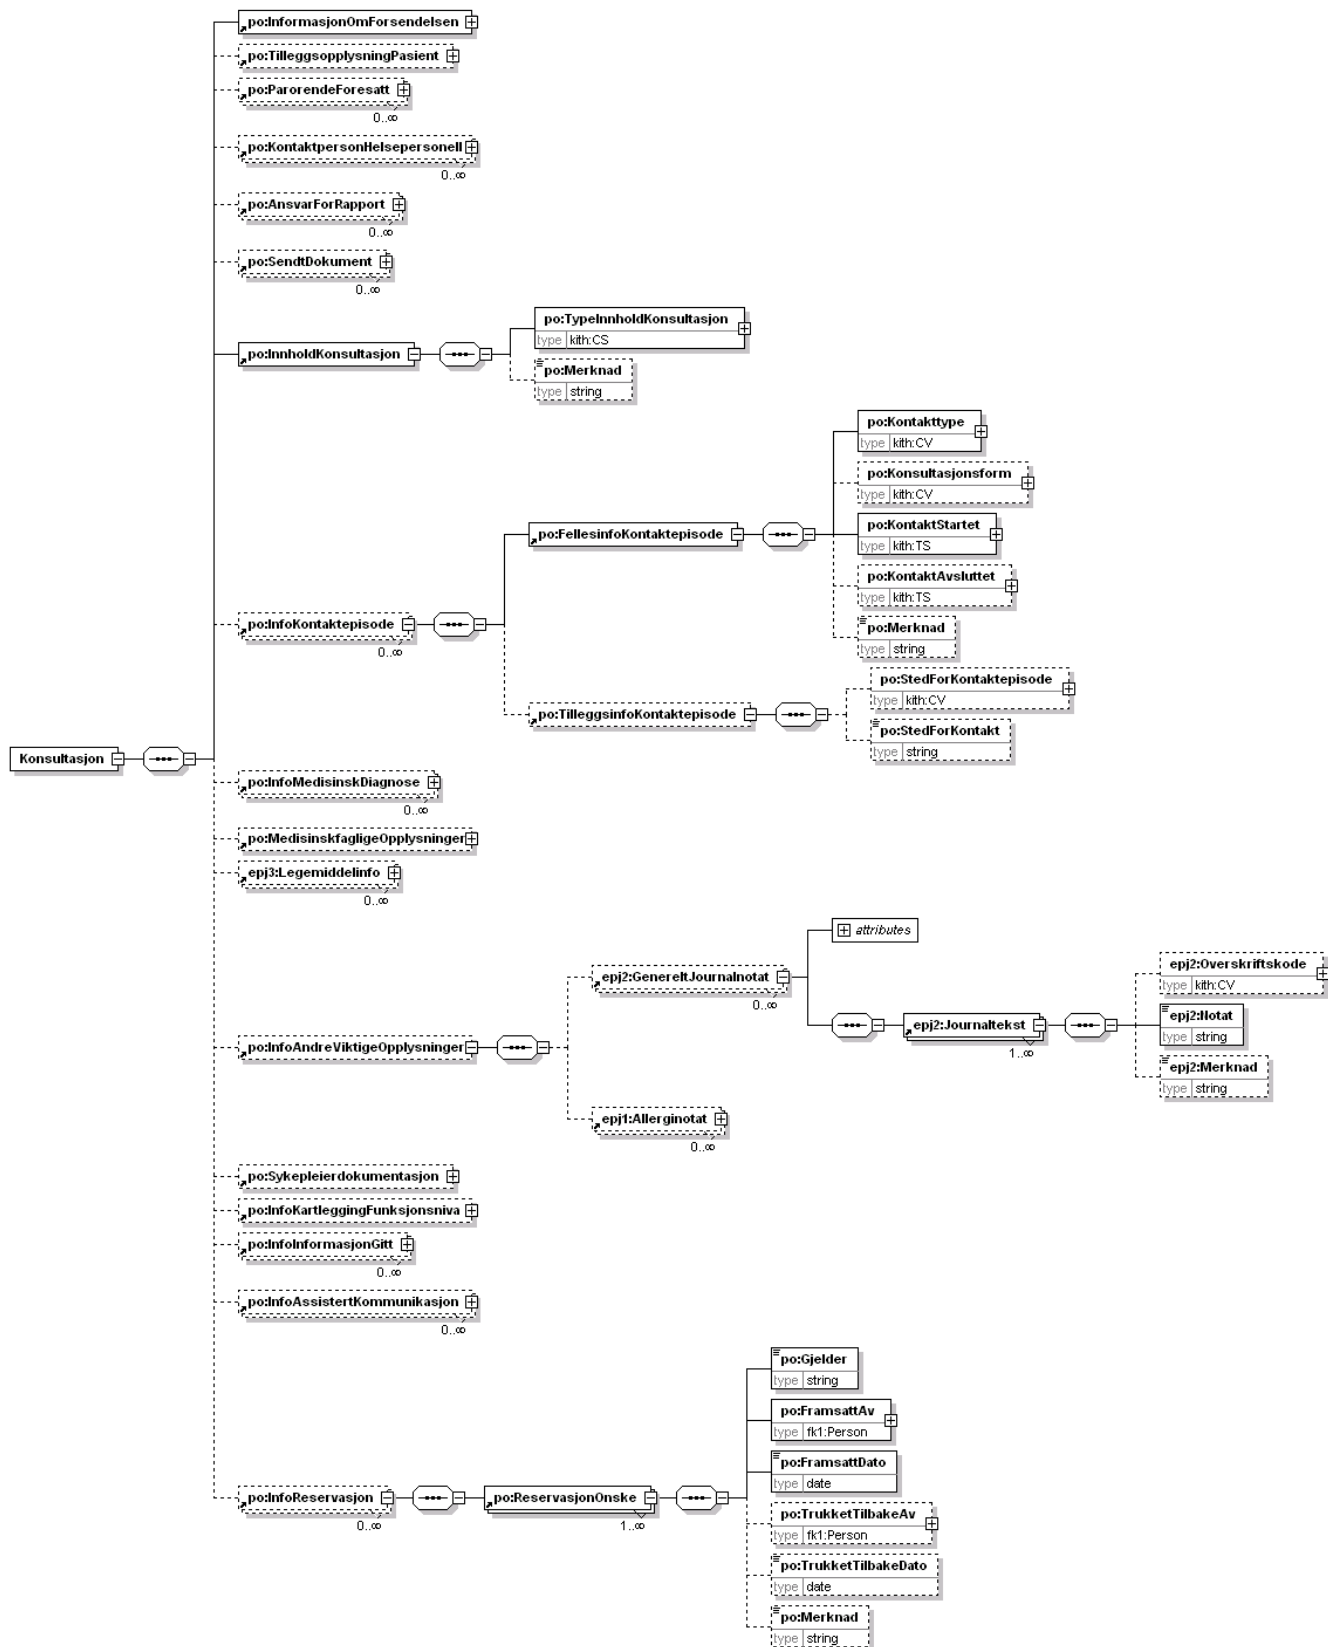 po:InformasjonOmForsendelsen
po:TilleggsopplysningPasient
po:ParorendeForesatt
0..∞
po:KontaktpersonHelsepersonell
0..∞
po:AnsvarForRapport
0..∞
po:SendtDokument
0..∞
po:TypeInnholdKonsultasjon
type kith:CS
po:InnholdKonsultasjon
po:Merknad
type string
po:Kontakttype
type kith:CV
po:Konsultasjonsform
type kith:CV
po:FellesinfoKontaktepisode
po:KontaktStartet
type kith:TS
po:KontaktAvsluttet
type kith:TS
po:InfoKontaktepisode
0..∞
po:Merknad
type string
po:StedForKontaktepisode
type kith:CV
po:TilleggsinfoKontaktepisode
po:StedForKontakt
type string
Konsultasjon
po:InfoMedisinskDiagnose
0..∞
po:MedisinskfagligeOpplysninger
epj3:Legemiddelinfo
0..∞
attributes
epj2:GenereltJournalnotat
0..∞
epj2:Overskriftskode
type kith:CV
epj2:Journaltekst
1..∞
epj2:Notat
type string
po:InfoAndreViktigeOpplysninger
epj2:Merknad
type string
epj1:Allerginotat
0..∞
po:Sykepleierdokumentasjon
po:InfoKartleggingFunksjonsniva
po:InfoInformasjonGitt
0..∞
po:InfoAssistertKommunikasjon
0..∞
po:Gjelder
type string
po:FramsattAv
type fk1:Person
po:FramsattDato
type date
po:InfoReservasjon
0..∞
po:ReservasjonOnske
1..∞
po:TrukketTilbakeAv
type fk1:Person
po:TrukketTilbakeDato
type date
po:Merknad
type string